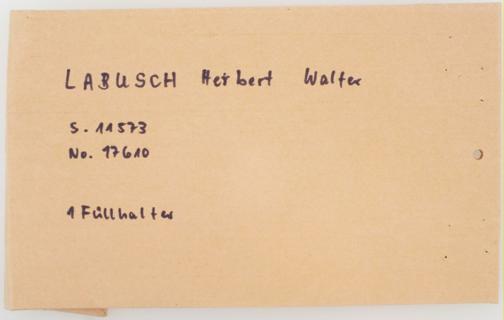 LABUSCH Herbert Walter
S. 11573
No. 17610
1 Füllhalter